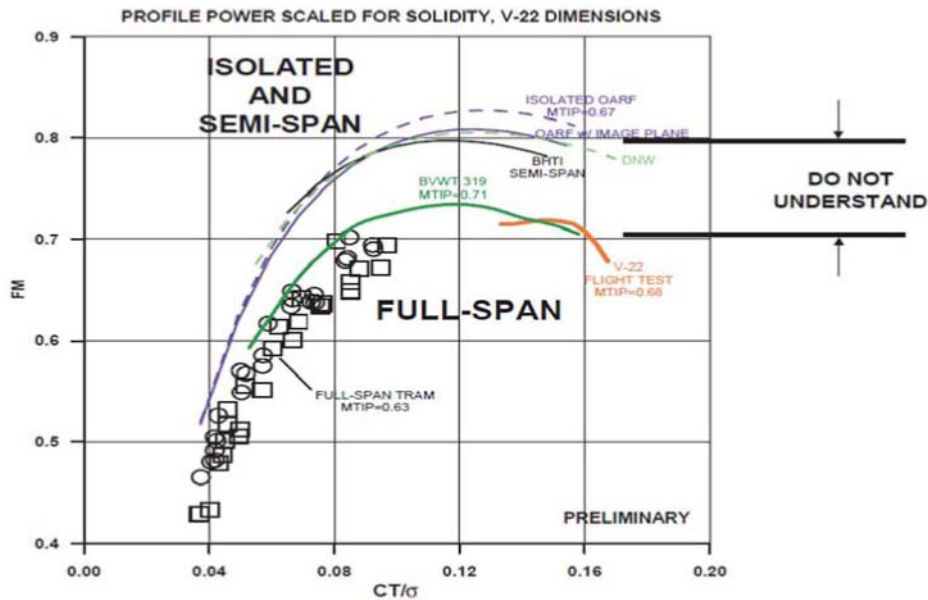 PROFILE POWER SCALED FOR SOLIDITY, V-22 DIMENSIONS
0.9
ISOLATED
AND
SEMI-SPAN
ISOLATED OARF
MTIP=0.67
0.8
OARF W/ IMAGE PLANE
BHTI
SEMI-SPAN
DNW
DO NOT
UNDERSTAND
BVWT 319
MTIP=0.71
0.7
V-22
FLIGHT TEST
MTIP=0.68
FM
FULL-SPAN
0.6
FULL-SPAN TRAM
MTIP=0.63
0.5
PRELIMINARY
0.4
0.00
0.04
0.08
0.12
0.16
0.20
CT/σ